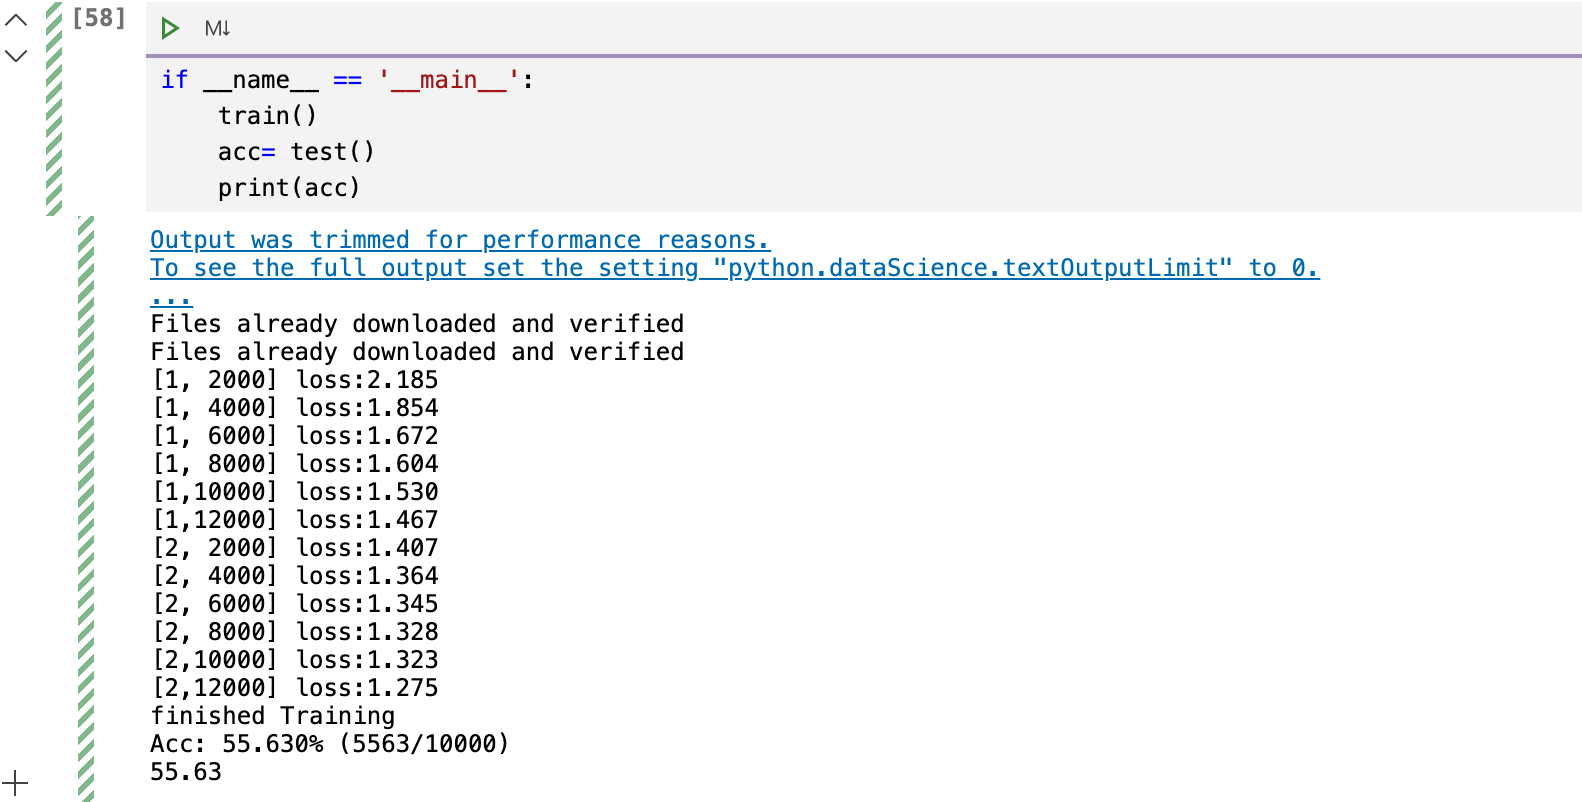 [58]
M↓
if __name__ == '__main__':
    train()
    acc= test()
    print(acc)
Output was trimmed for performance reasons.
To see the full output set the setting "python.dataScience.textOutputLimit" to 0.
...
Files already downloaded and verified
Files already downloaded and verified
[1, 2000] loss:2.185
[1, 4000] loss:1.854
[1, 6000] loss:1.672
[1, 8000] loss:1.604
[1,10000] loss:1.530
[1,12000] loss:1.467
[2, 2000] loss:1.407
[2, 4000] loss:1.364
[2, 6000] loss:1.345
[2, 8000] loss:1.328
[2,10000] loss:1.323
[2,12000] loss:1.275
finished Training
Acc: 55.630% (5563/10000)
55.63